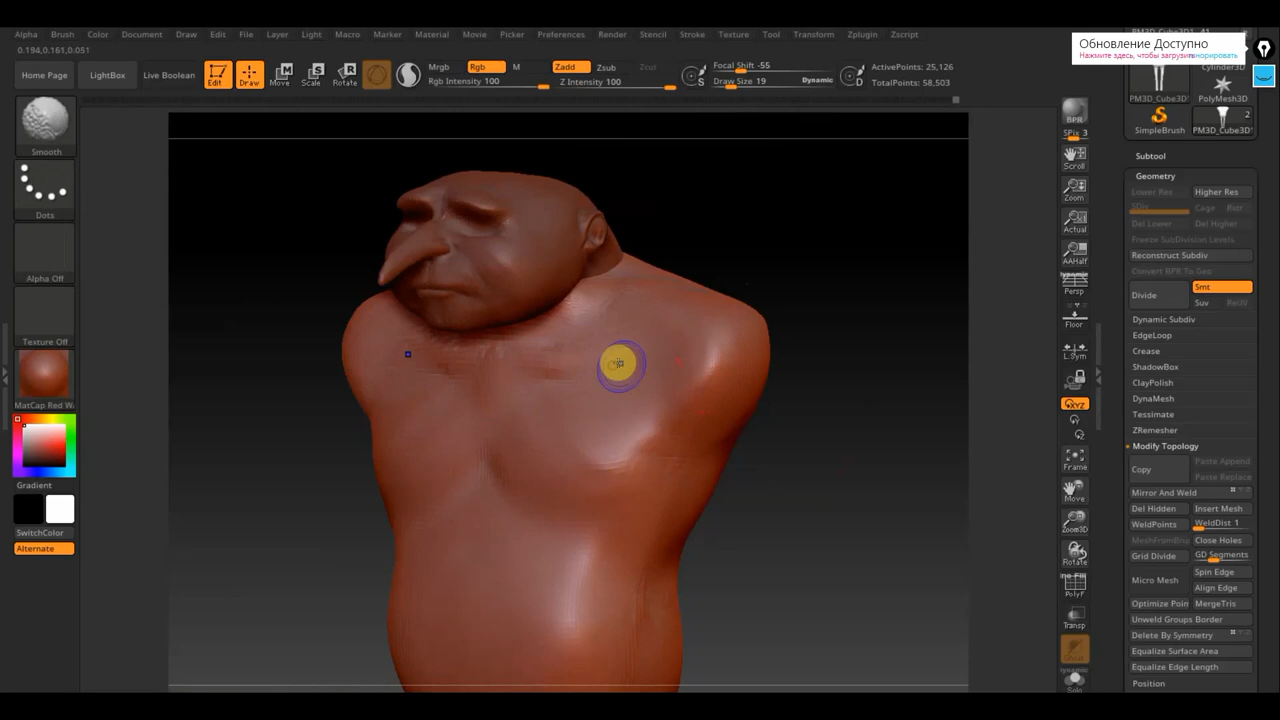 Alpha Brush Color Document Draw Edit File Layer Light Macro Marker Material Movie Picker Preferences Render Stencil Stroke Texture Tool Transform Zplugin Zscript
0.194,0.161,0.051
Обновление Доступно
Нажмите здесь, чтобы загрузить
Home Page
LightBox
Live Boolean
Edit
Draw
Move
Scale
Rotate
Mrgb Rgb M
Rgb Intensity 100
Zadd Zsub
Z Intensity 100
S
Focal Shift -55
Draw Size 19 Dynamic
D
ActivePoints: 25,126
TotalPoints: 58,503
Smooth
Dots
Alpha Off
Texture Off
MatCap Red W
Gradient
SwitchColor
Alternate
BPR
SPix 3
Scroll
Zoom
Actual
AAHalf
dynamic
Persp
Floor
L.Sym
XYZ
Y
Z
Frame
Move
Zoom3D
Rotate
PolyF
Transp
Ghost
dynamic
Solo
PM3D_Cube3D
Cylinder3D
PolyMesh3D
SimpleBrush
2
PM3D_Cube3D
Subtool
Geometry
Lower Res Higher Res
SDiv Cage Rstr
Del Lower Del Higher
Freeze SubDivision Levels
Reconstruct Subdiv
Convert BPR To Geo
Divide Smt
Suv ReUV
Dynamic Subdiv
EdgeLoop
Crease
ShadowBox
ClayPolish
DynaMesh
Tessimate
ZRemesher
Modify Topology
Copy Paste Append
Paste Replace
Mirror And Weld
Del Hidden Insert Mesh
WeldPoints WeldDist 1
MeshFromBru Close Holes
Grid Divide GD Segments
Micro Mesh Spin Edge
Align Edge
Optimize Poin MergeTris
Unweld Groups Border
Delete By Symmetry
Equalize Surface Area
Equalize Edge Length
Position